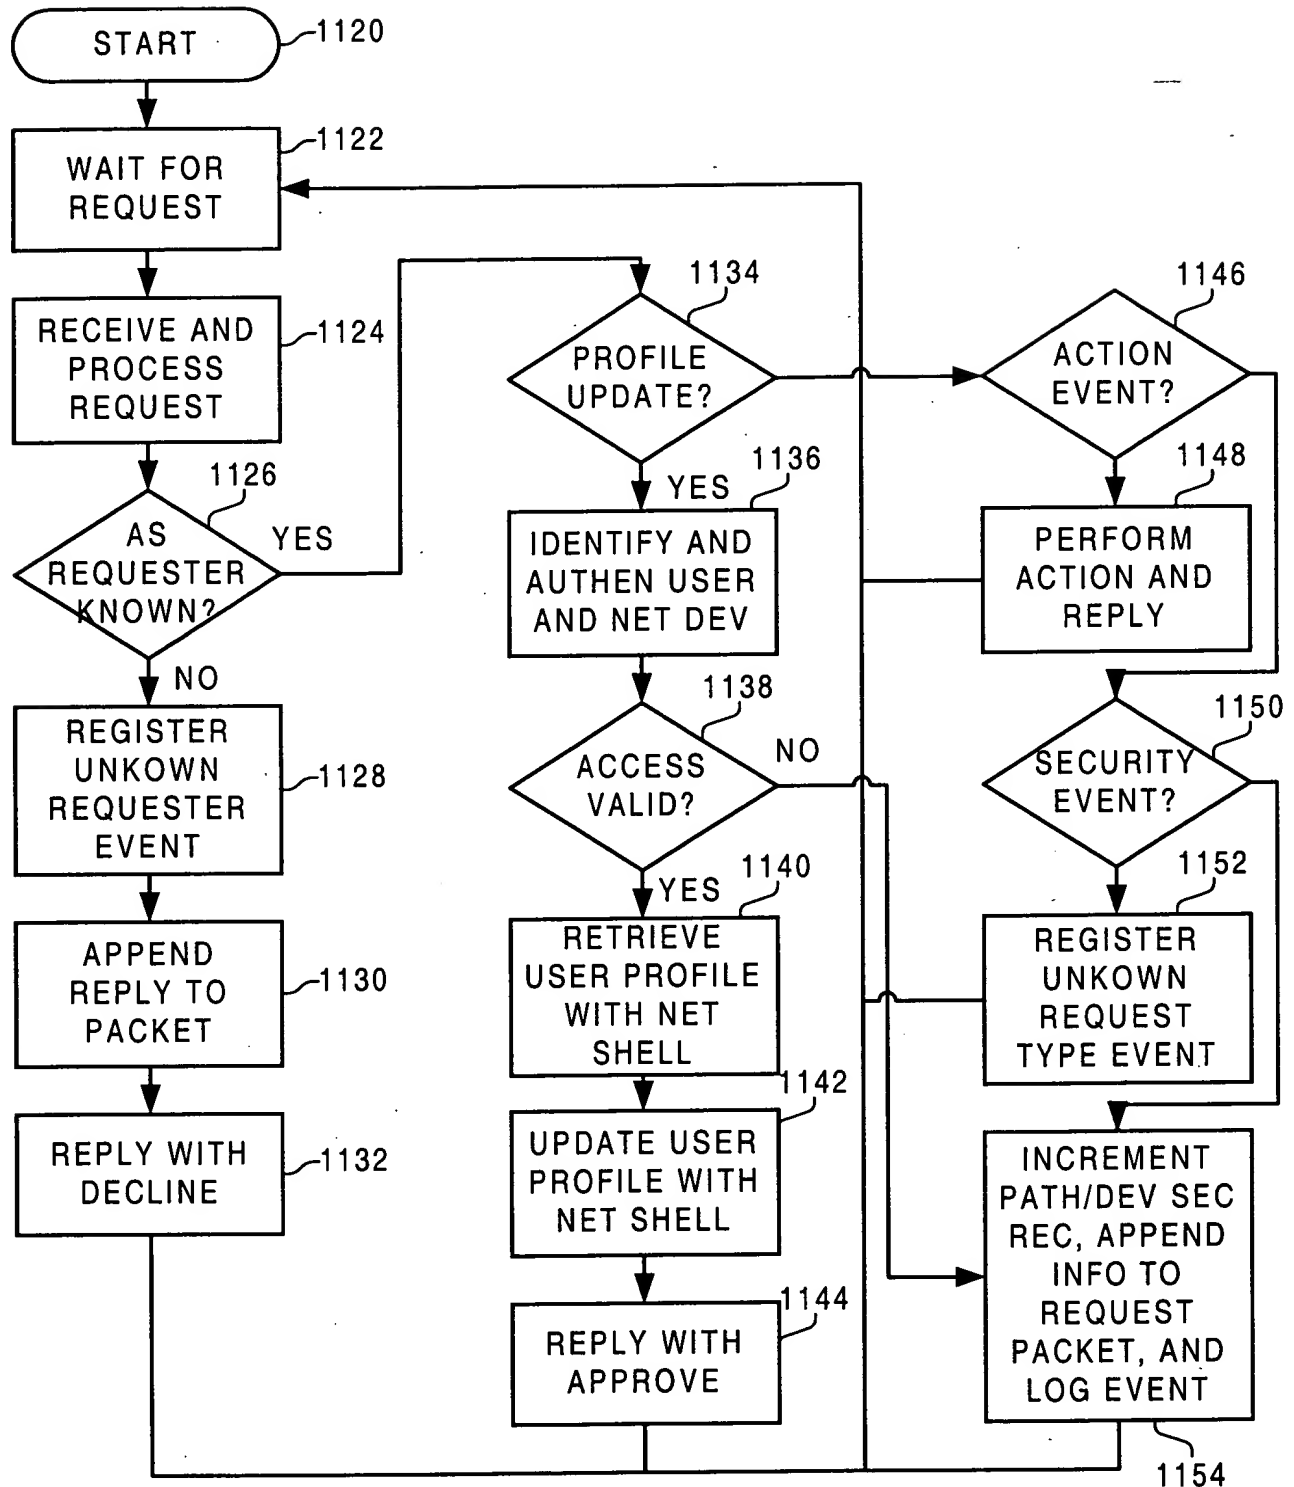 START
1120
WAIT FOR
REQUEST
1122
RECEIVE AND
PROCESS
REQUEST
1124
AS
REQUESTER
KNOWN?
1126
YES
NO
REGISTER
UNKOWN
REQUESTER
EVENT
1128
APPEND
REPLY TO
PACKET
1130
REPLY WITH
DECLINE
1132
PROFILE
UPDATE?
1134
YES
IDENTIFY AND
AUTHEN USER
AND NET DEV
1136
ACCESS
VALID?
1138
NO
YES
RETRIEVE
USER PROFILE
WITH NET
SHELL
1140
UPDATE USER
PROFILE WITH
NET SHELL
1142
REPLY WITH
APPROVE
1144
ACTION
EVENT?
1146
PERFORM
ACTION AND
REPLY
1148
SECURITY
EVENT?
1150
REGISTER
UNKOWN
REQUEST
TYPE EVENT
1152
INCREMENT
PATH/DEV SEC
REC, APPEND
INFO TO
REQUEST
PACKET, AND
LOG EVENT
1154